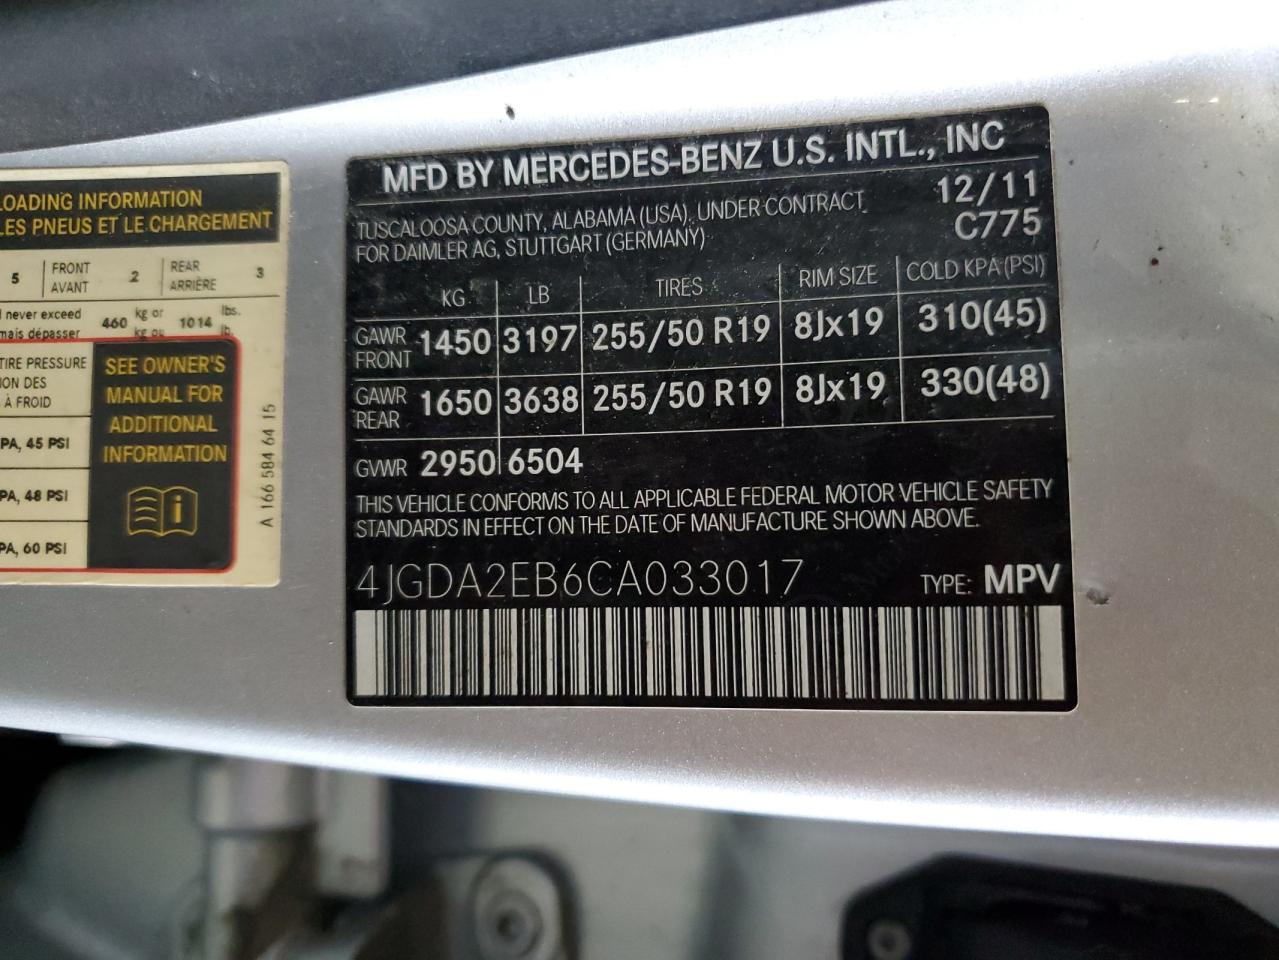 LOADING INFORMATION
LES PNEUS ET LE CHARGEMENT
5 FRONT AVANT 2 REAR ARRIÈRE 3
never exceed
mais dépasser 460 kg or kg ou 1014 lbs. lb.
TIRE PRESSURE
DES
À FROID
45 PSI
48 PSI
60 PSI
SEE OWNER'S
MANUAL FOR
ADDITIONAL
INFORMATION
A 166 584 64 15
MFD BY MERCEDES-BENZ U.S. INTL., INC
TUSCALOOSA COUNTY, ALABAMA (USA), UNDER CONTRACT 12/11
FOR DAIMLER AG, STUTTGART (GERMANY) C775
KG LB TIRES RIM SIZE COLD KPA (PSI)
GAWR FRONT 1450 3197 255/50 R19 8Jx19 310(45)
GAWR REAR 1650 3638 255/50 R19 8Jx19 330(48)
GVWR 2950 6504
THIS VEHICLE CONFORMS TO ALL APPLICABLE FEDERAL MOTOR VEHICLE SAFETY
STANDARDS IN EFFECT ON THE DATE OF MANUFACTURE SHOWN ABOVE.
4JGDA2EB6CA033017 TYPE: MPV